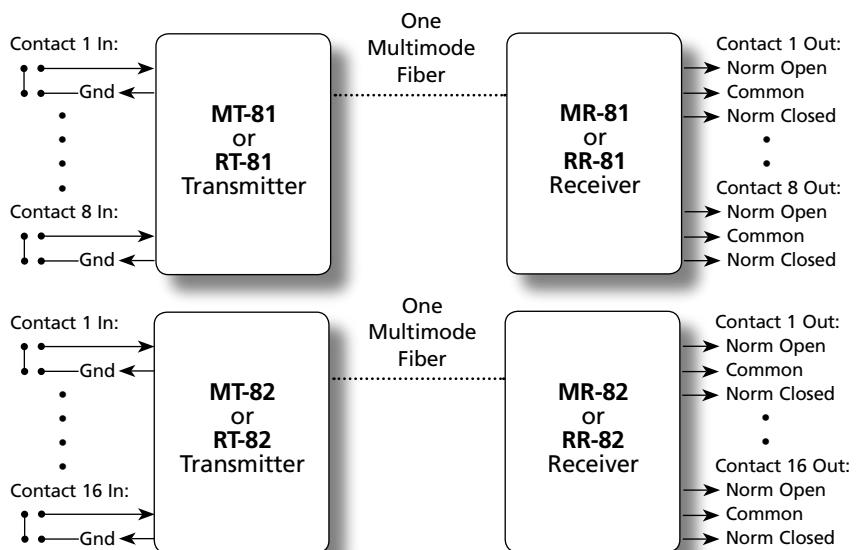 Contact 1 In:
Gnd
Contact 8 In:
Gnd
MT-81
or
RT-81
Transmitter
One
Multimode
Fiber
MR-81
or
RR-81
Receiver
Contact 1 Out:
Norm Open
Common
Norm Closed
Contact 8 Out:
Norm Open
Common
Norm Closed
Contact 1 In:
Gnd
Contact 16 In:
Gnd
MT-82
or
RT-82
Transmitter
One
Multimode
Fiber
MR-82
or
RR-82
Receiver
Contact 1 Out:
Norm Open
Common
Norm Closed
Contact 16 Out:
Norm Open
Common
Norm Closed